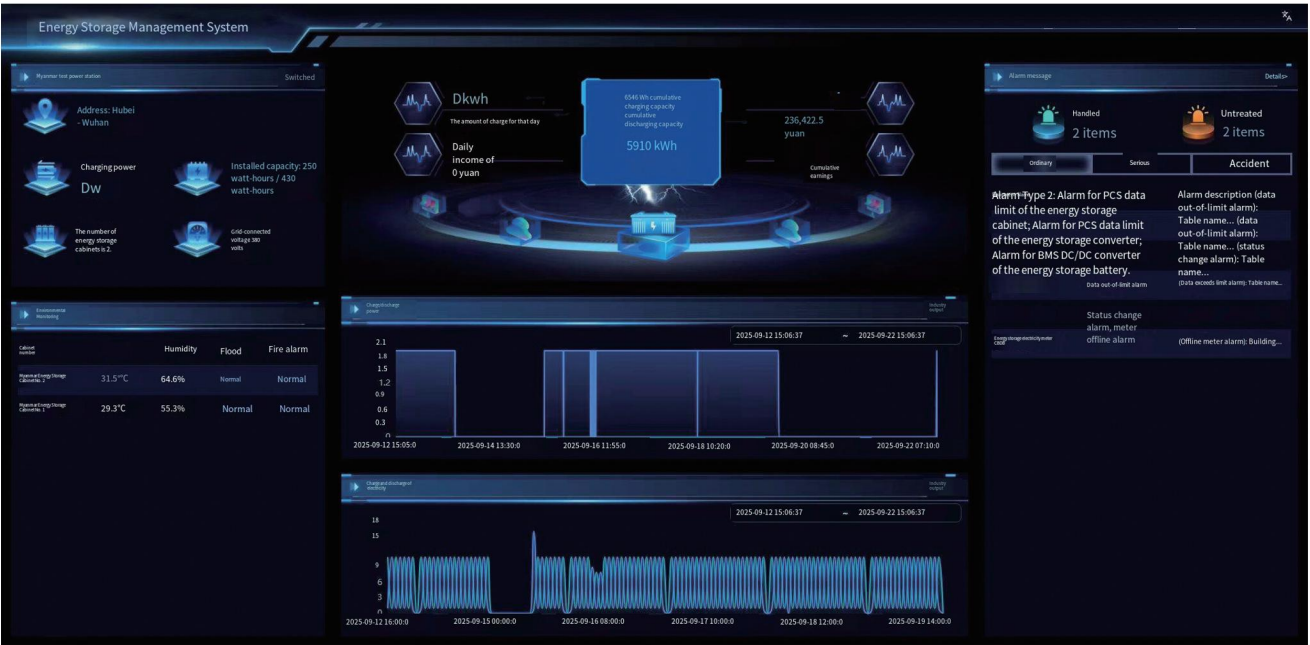 Energy Storage Management System
Myanmar test power station
Switched
Address: Hubei
- Wuhan
Charging power
Dw
Installed capacity: 250
watt-hours / 430
watt-hours
The number of
energy storage
cabinets is 2.
Grid-connected
voltage 380
volts
Environmental
Monitoring
Cabinet
number
Humidity
Flood
Fire alarm
Myanmar Energy Storage
Cabinet No. 2
31.5°℃
64.6%
Normal
Normal
Myanmar Energy Storage
Cabinet No. 1
29.3°C
55.3%
Normal
Normal
Dkwh
The amount of charge for that day
Daily
income of
0 yuan
6546 Wh cumulative
charging capacity
cumulative
discharging capacity
5910 kWh
236,422.5
yuan
Cumulative
earnings
Charge/discharge
power
Industry
output
2025-09-12 15:06:37 ~ 2025-09-22 15:06:37
2.1
1.8
1.5
1.2
0.9
0.6
0.3
0
2025-09-12 15:05:0
2025-09-14 13:30:0
2025-09-16 11:55:0
2025-09-18 10:20:0
2025-09-20 08:45:0
2025-09-22 07:10:0
Charge and discharge of
electricity
Industry
output
2025-09-12 15:06:37 ~ 2025-09-22 15:06:37
18
15
9
6
3
0
2025-09-12 16:00:0
2025-09-15 00:00:0
2025-09-16 08:00:0
2025-09-17 10:00:0
2025-09-18 12:00:0
2025-09-19 14:00:0
Alarm message
Details>
Handled
2 items
Untreated
2 items
Ordinary
Serious
Accident
Alarm Type 2: Alarm for PCS data
limit of the energy storage
cabinet; Alarm for PCS data limit
of the energy storage converter;
Alarm for BMS DC/DC converter
of the energy storage battery.
Alarm description (data
out-of-limit alarm):
Table name... (data
out-of-limit alarm):
Table name... (status
change alarm): Table
name...
Data out-of-limit alarm
(Data exceeds limit alarm): Table name...
Status change
alarm, meter
offline alarm
Energy storage electricity meter
(Offline meter alarm): Building...